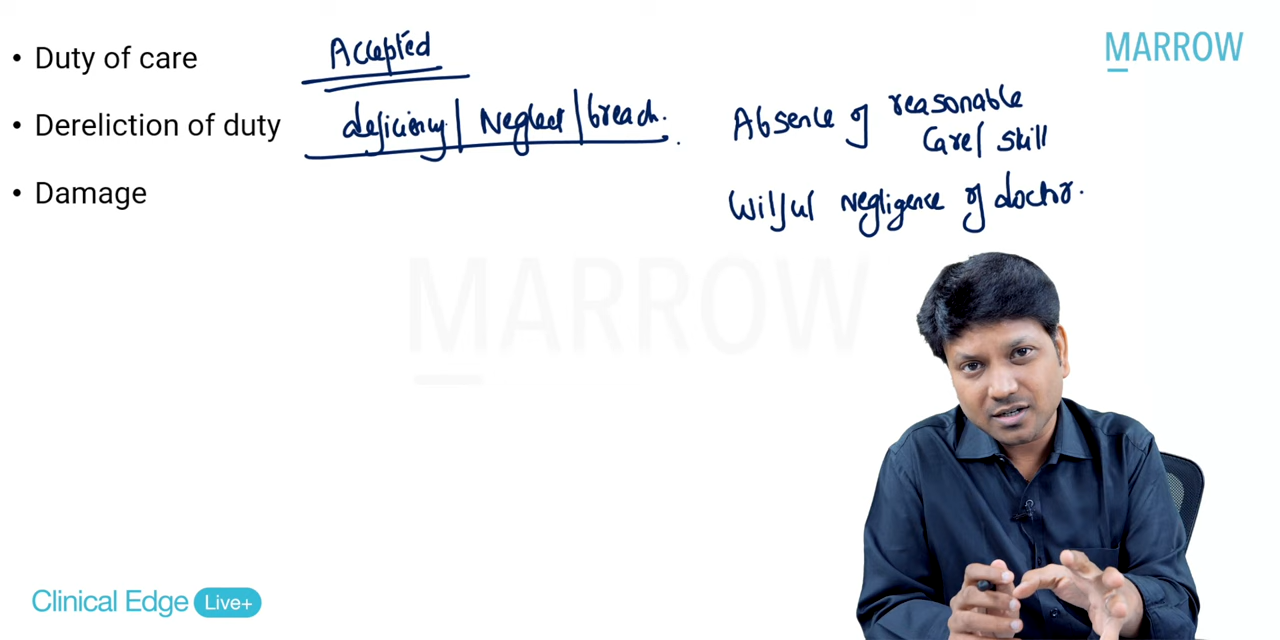 MARROW
• Duty of care Accepted
• Dereliction of duty deficiency / Neglect / breach. Absence of reasonable
care / skill
• Damage Wilful negligence of doctor.
MARROW
Clinical Edge Live+